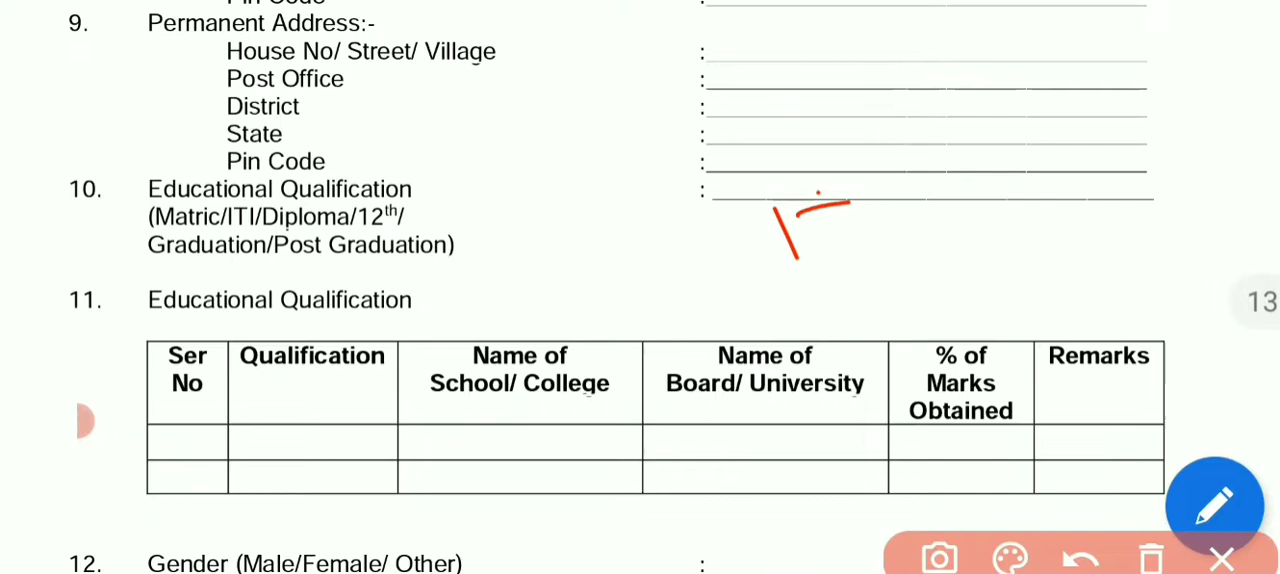 9. Permanent Address:-
House No/ Street/ Village :
Post Office :
District :
State :
Pin Code :
10. Educational Qualification :
(Matric/ITI/Diploma/12th/
Graduation/Post Graduation)
11. Educational Qualification
13
Ser No Qualification Name of School/ College Name of Board/ University % of Marks Obtained Remarks
12. Gender (Male/Female/ Other) :